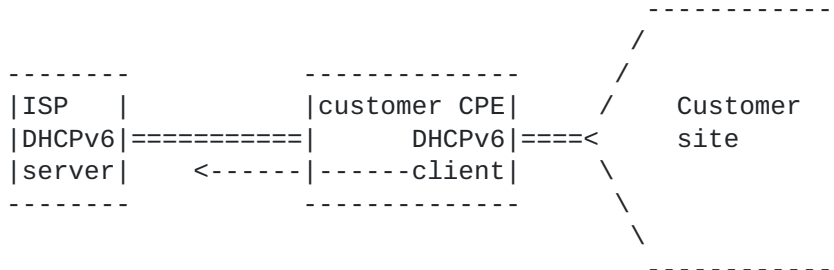 ------------
                                             /
--------           --------------           /
|ISP   |           |customer CPE|     /    Customer
|DHCPv6|===========|      DHCPv6|====<     site
|server|    <------|------client|     \
--------           --------------      \
                                        \
                                              ------------